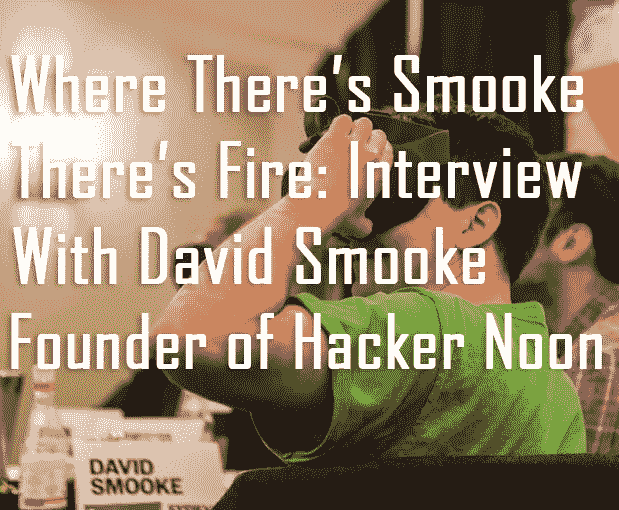 Where There’s Smooke
There’s Fire: Interview
With David Smooke
Founder of Hacker Noon
DAVID
SMOOKE